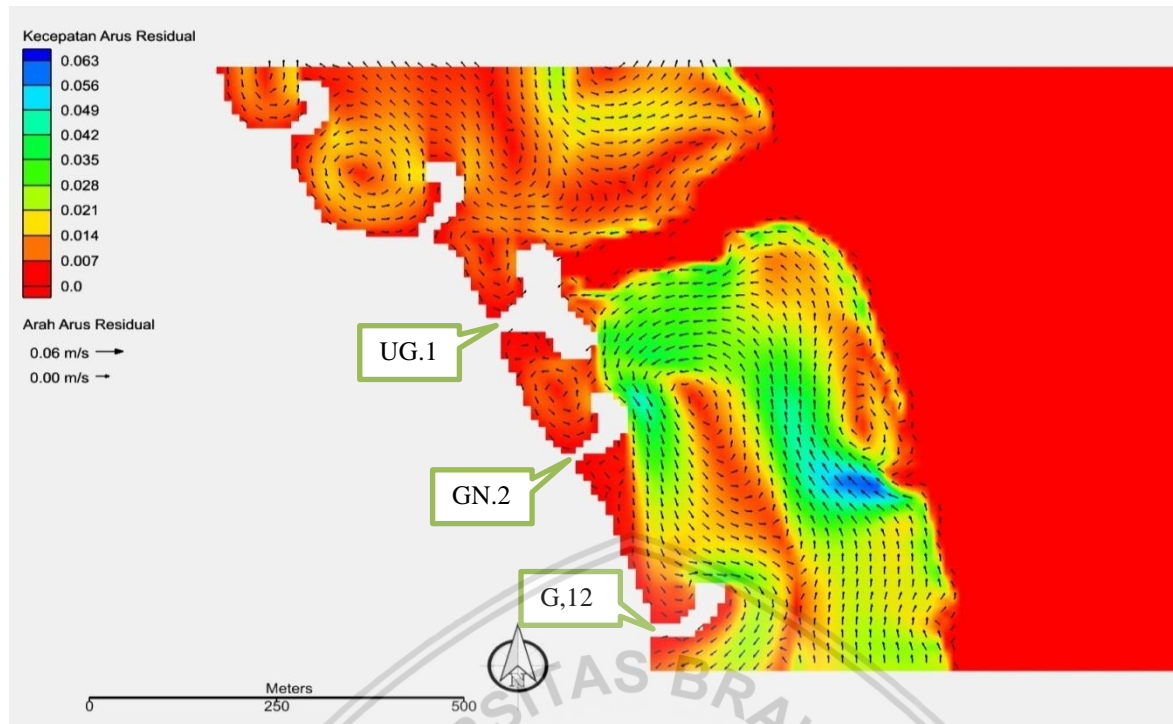 Kecepatan Arus Residual
0.063
0.056
0.049
0.042
0.035
0.028
0.021
0.014
0.007
0.0
Arah Arus Residual
0.06 m/s
0.00 m/s
UG.1
GN.2
G,12
N
Meters
0 250 500
SITAS BRA